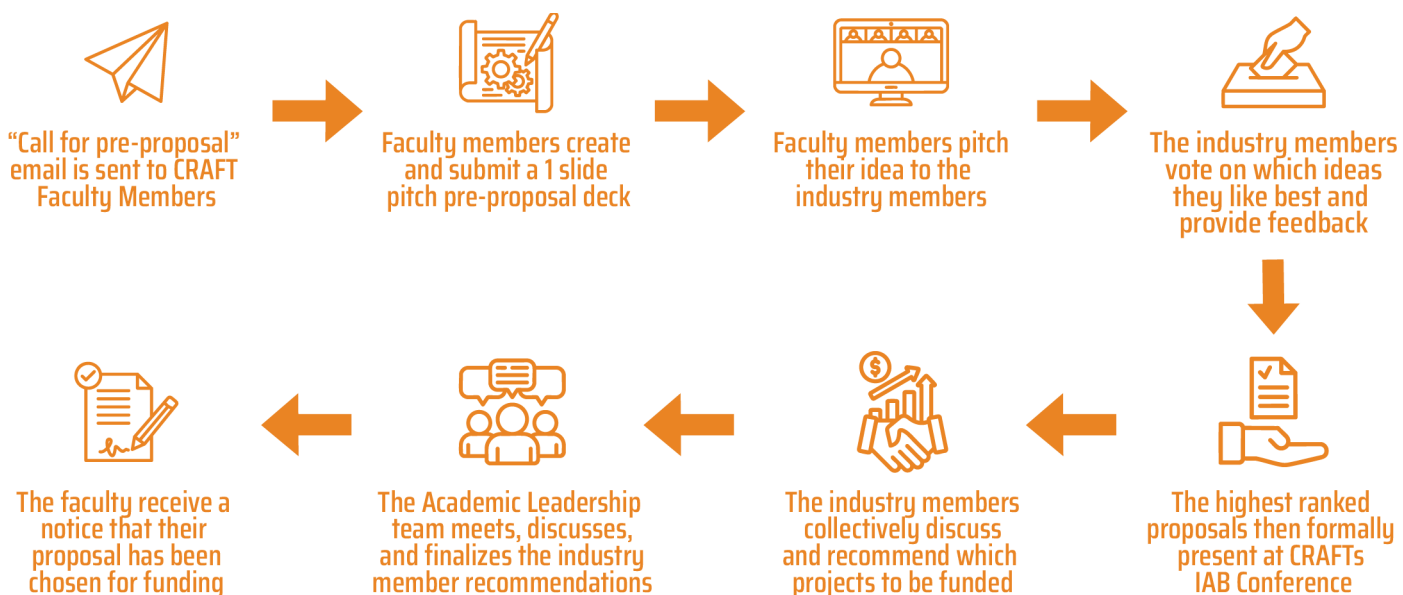 “Call for pre-proposal”
email is sent to CRAFT
Faculty Members
Faculty members create
and submit a 1 slide
pitch pre-proposal deck
Faculty members pitch
their idea to the
industry members
The industry members
vote on which ideas
they like best and
provide feedback
The highest ranked
proposals then formally
present at CRAFTs
IAB Conference
The industry members
collectively discuss
and recommend which
projects to be funded
The Academic Leadership
team meets, discusses,
and finalizes the industry
member recommendations
The faculty receive a
notice that their
proposal has been
chosen for funding